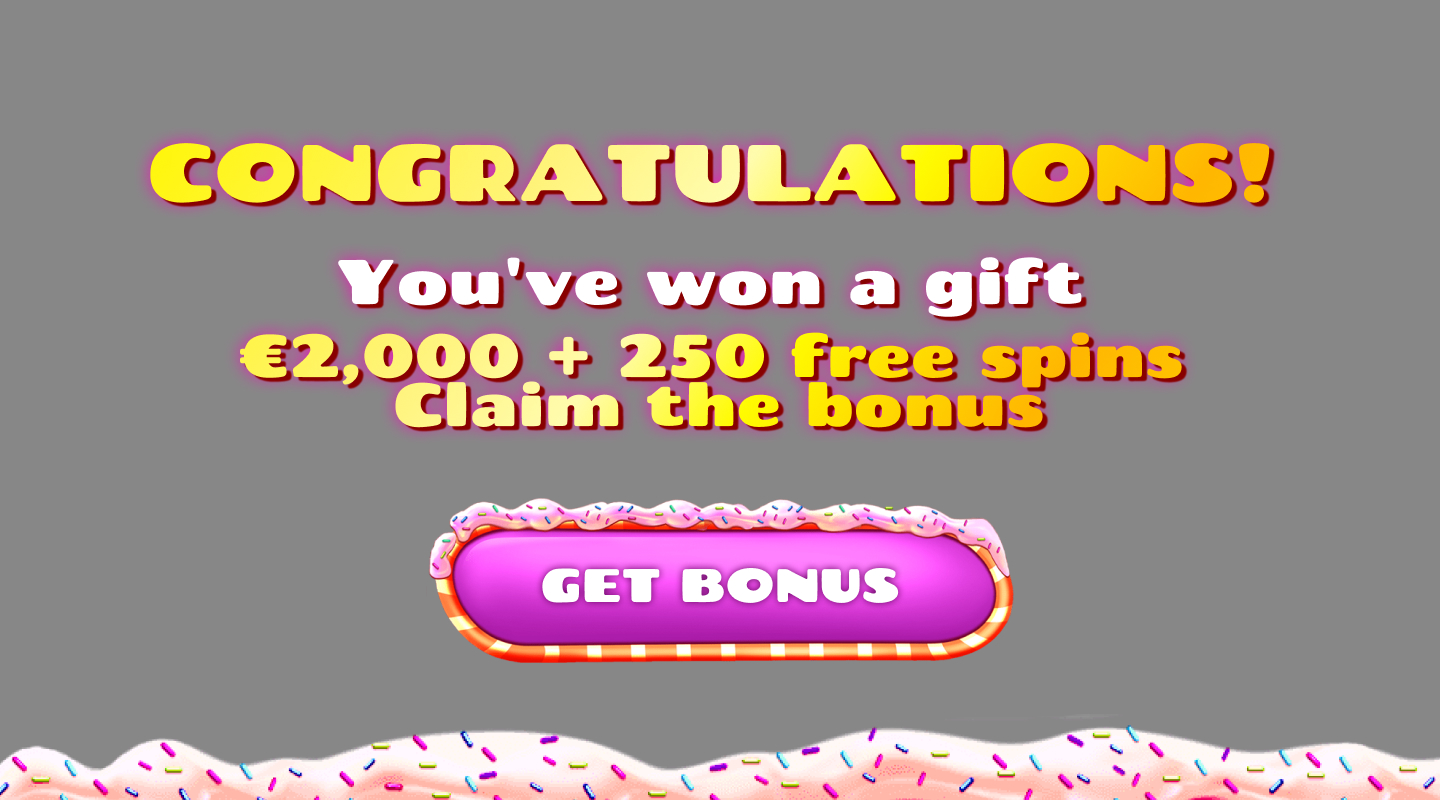 CONGRATULATIONS!
You've won a gift
€2,000 + 250 free spins
Claim the bonus
GET BONUS